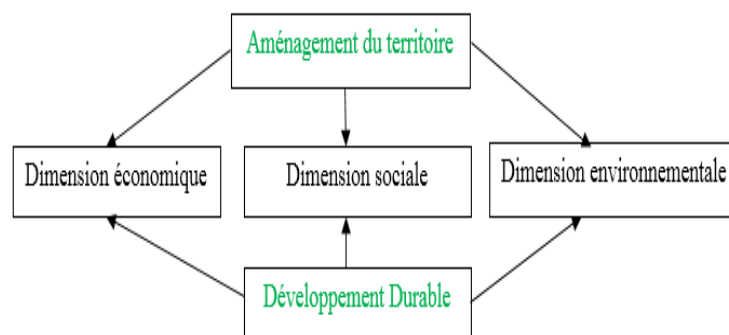 Aménagement du territoire
Dimension économique
Dimension sociale
Dimension environnementale
Développement Durable